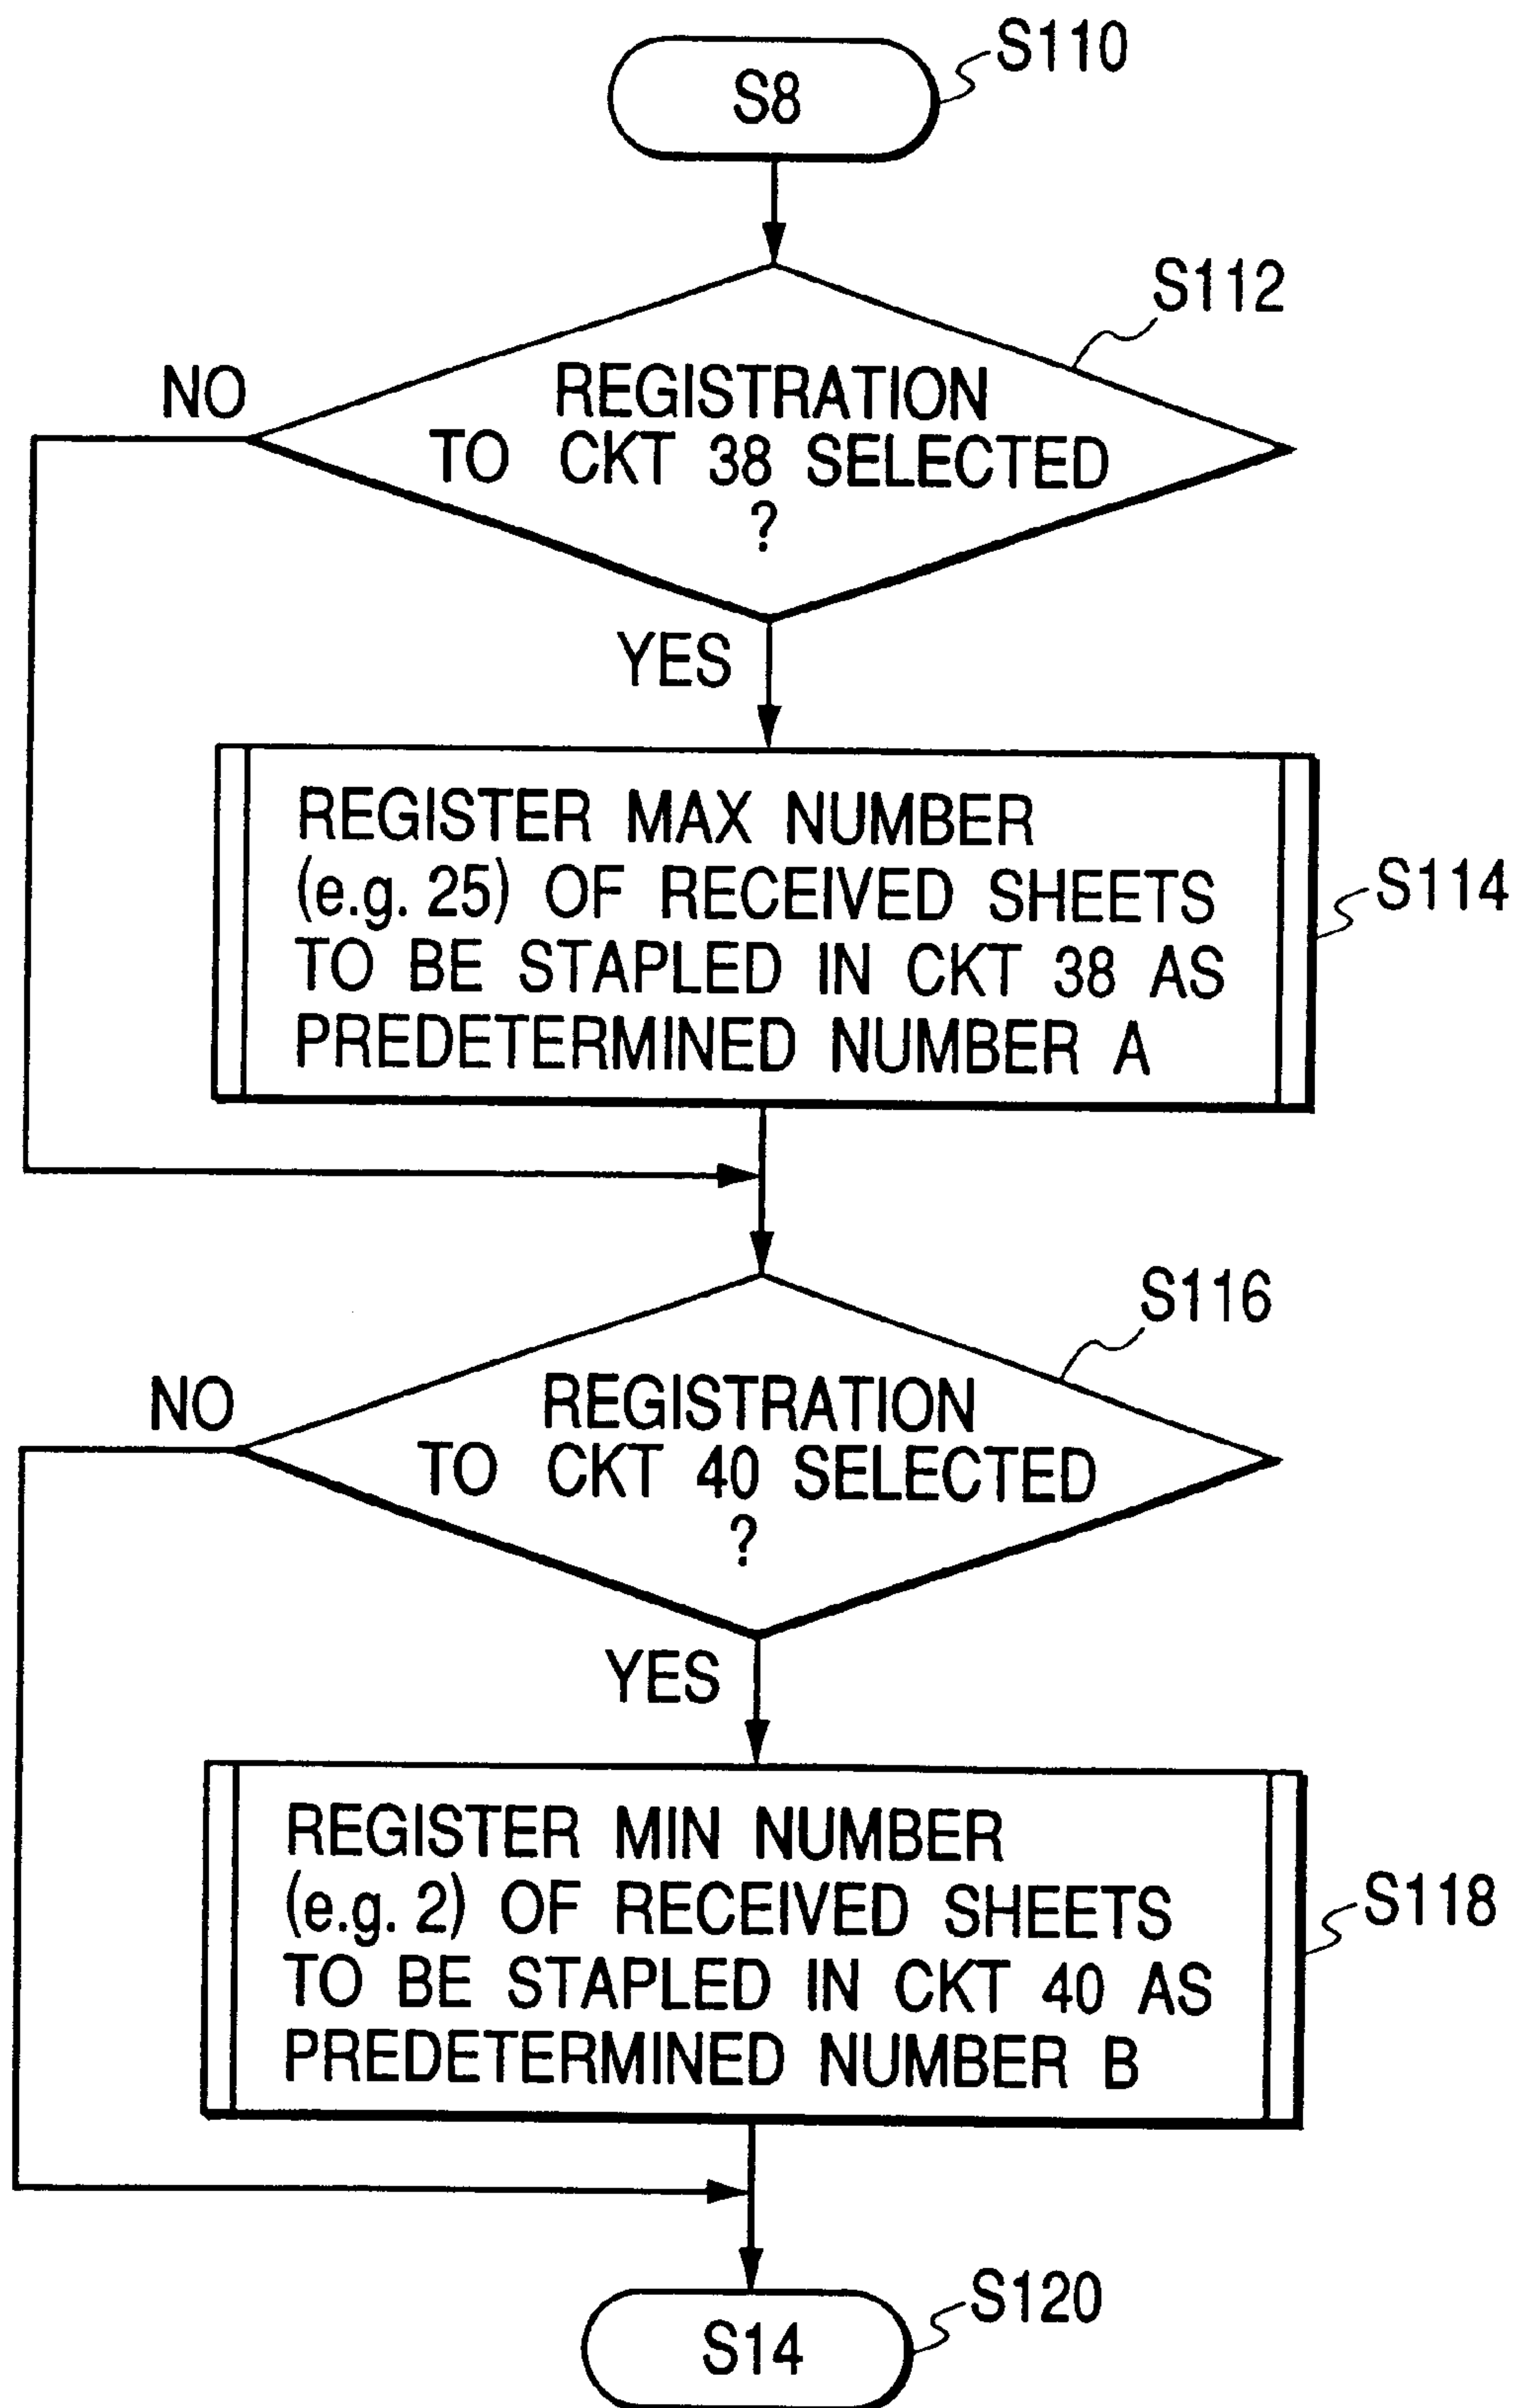 S110
S8
S112
NO
REGISTRATION
TO CKT 38 SELECTED
?
YES
REGISTER MAX NUMBER
(e.g. 25) OF RECEIVED SHEETS
TO BE STAPLED IN CKT 38 AS
PREDETERMINED NUMBER A
S114
S116
NO
REGISTRATION
TO CKT 40 SELECTED
?
YES
REGISTER MIN NUMBER
(e.g. 2) OF RECEIVED SHEETS
TO BE STAPLED IN CKT 40 AS
PREDETERMINED NUMBER B
S118
S120
S14